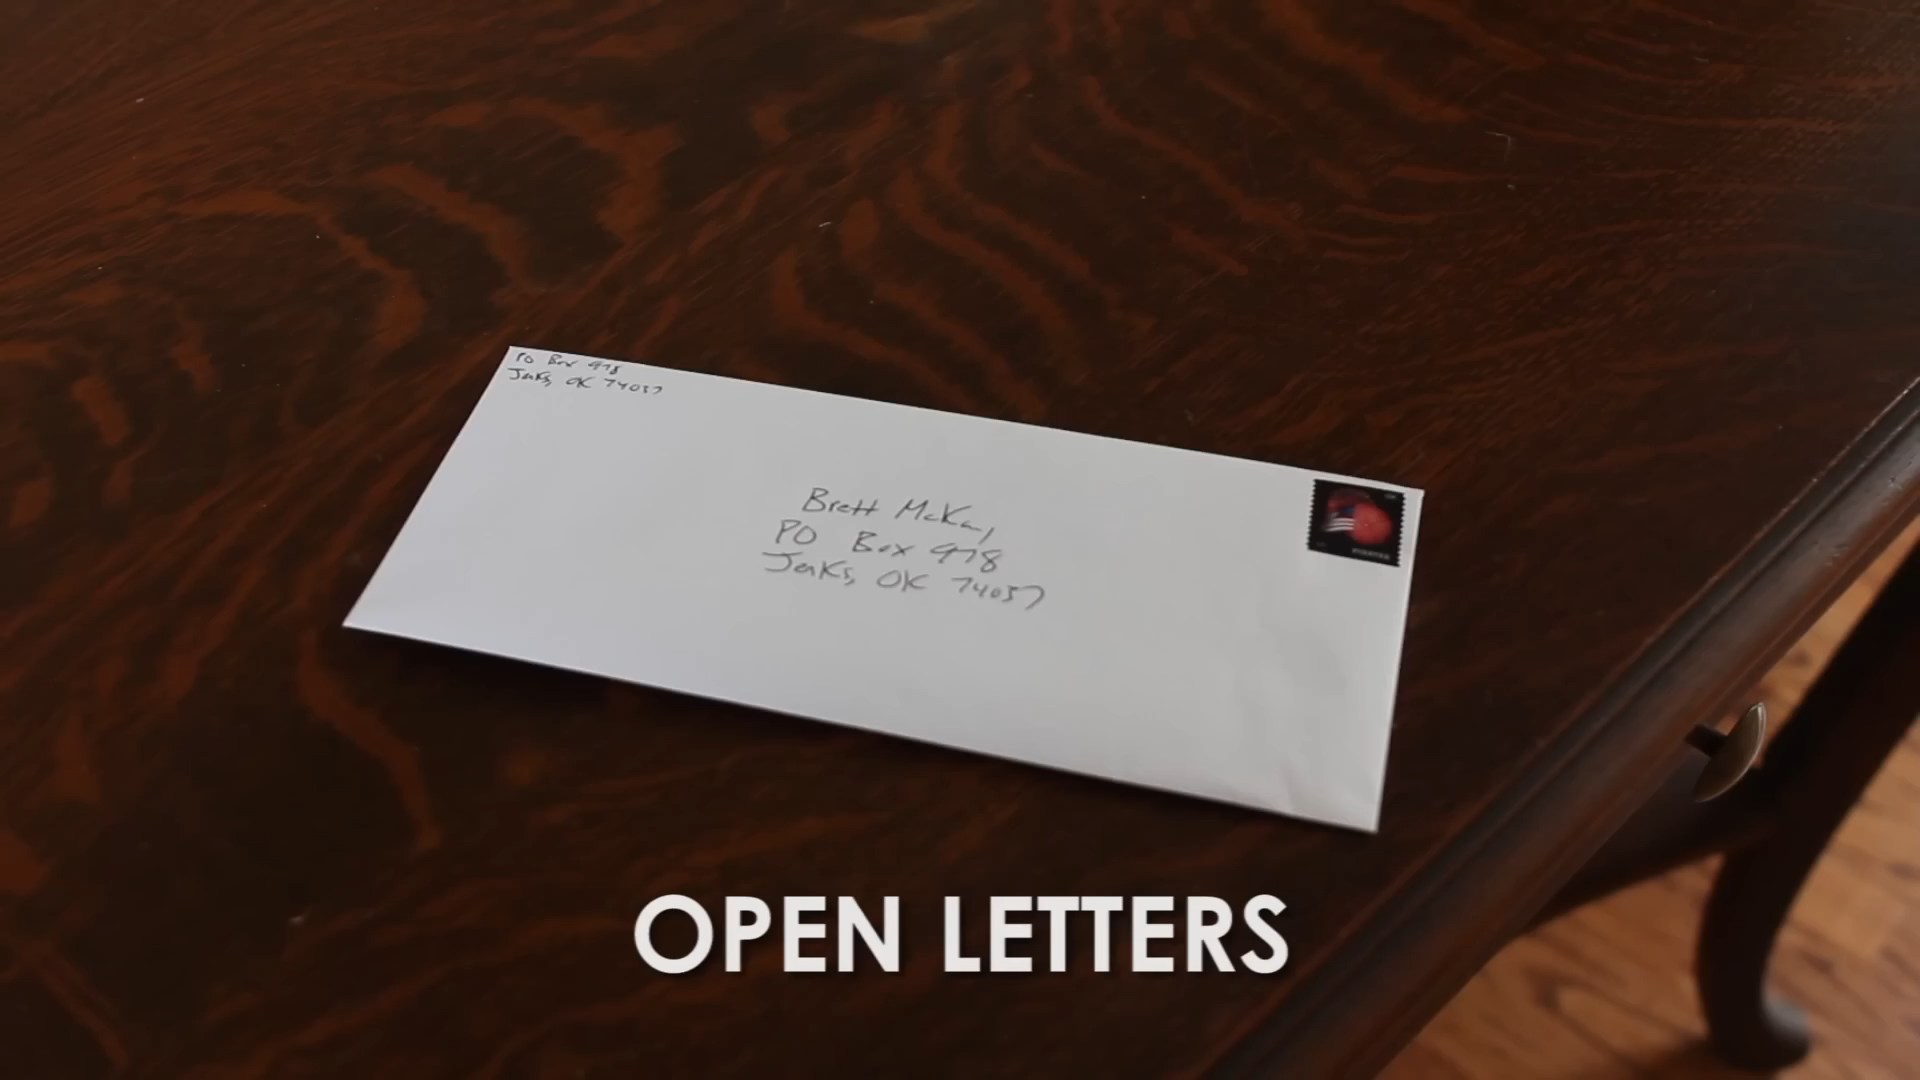 PO Box 978
Jenks, OK 74037
Brett McKay
PO Box 978
Jenks, OK 74037
OPEN LETTERS